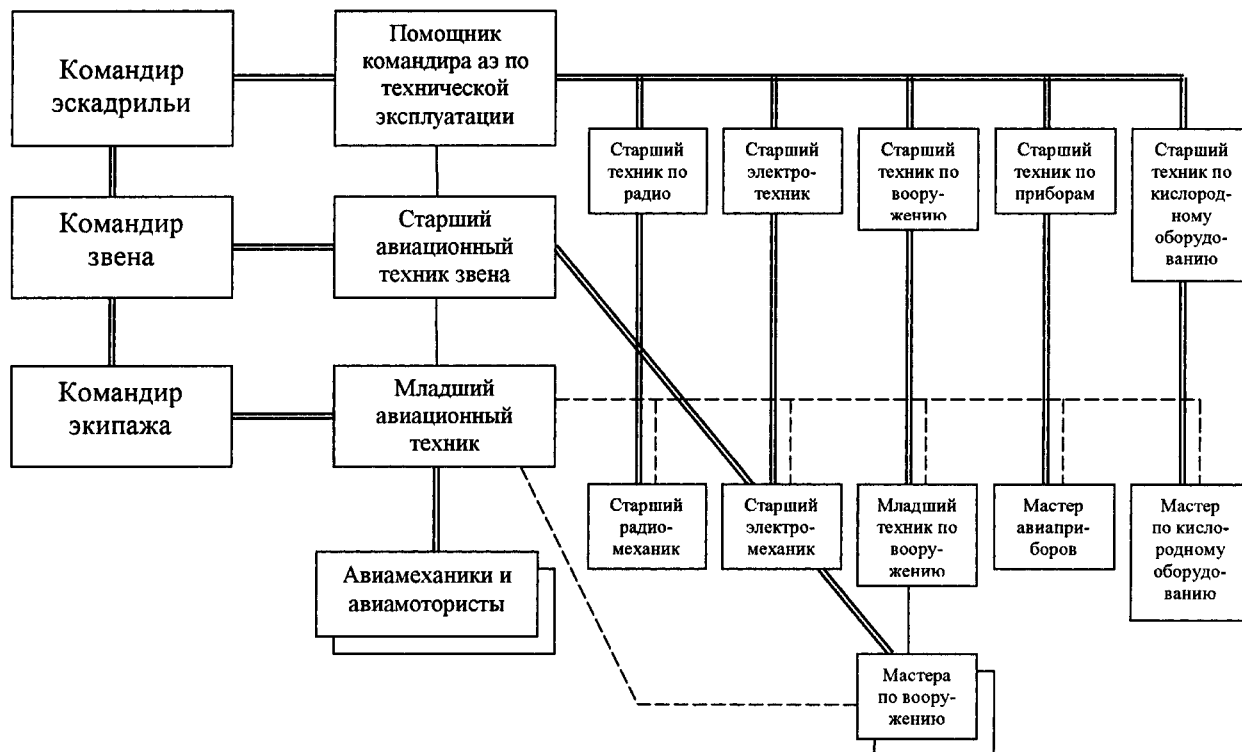 Командир
эскадрильи
Помощник
командира аэ по
технической
эксплуатации
Старший
техник по
радио
Старший
электро-
техник
Старший
техник по
воору-
жению
Старший
техник по
приборам
Старший
техник по
кислород-
ному
оборудо-
ванию
Командир
звена
Старший
авиационный
техник звена
Командир
экипажа
Младший
авиационный
техник
Старший
радио-
механик
Старший
электро-
механик
Младший
техник по
воору-
жению
Мастер
авиапри-
боров
Мастер
по кисло-
родному
оборудо-
ванию
Авиамеханики и
авиамотористы
Мастера
по воору-
жению